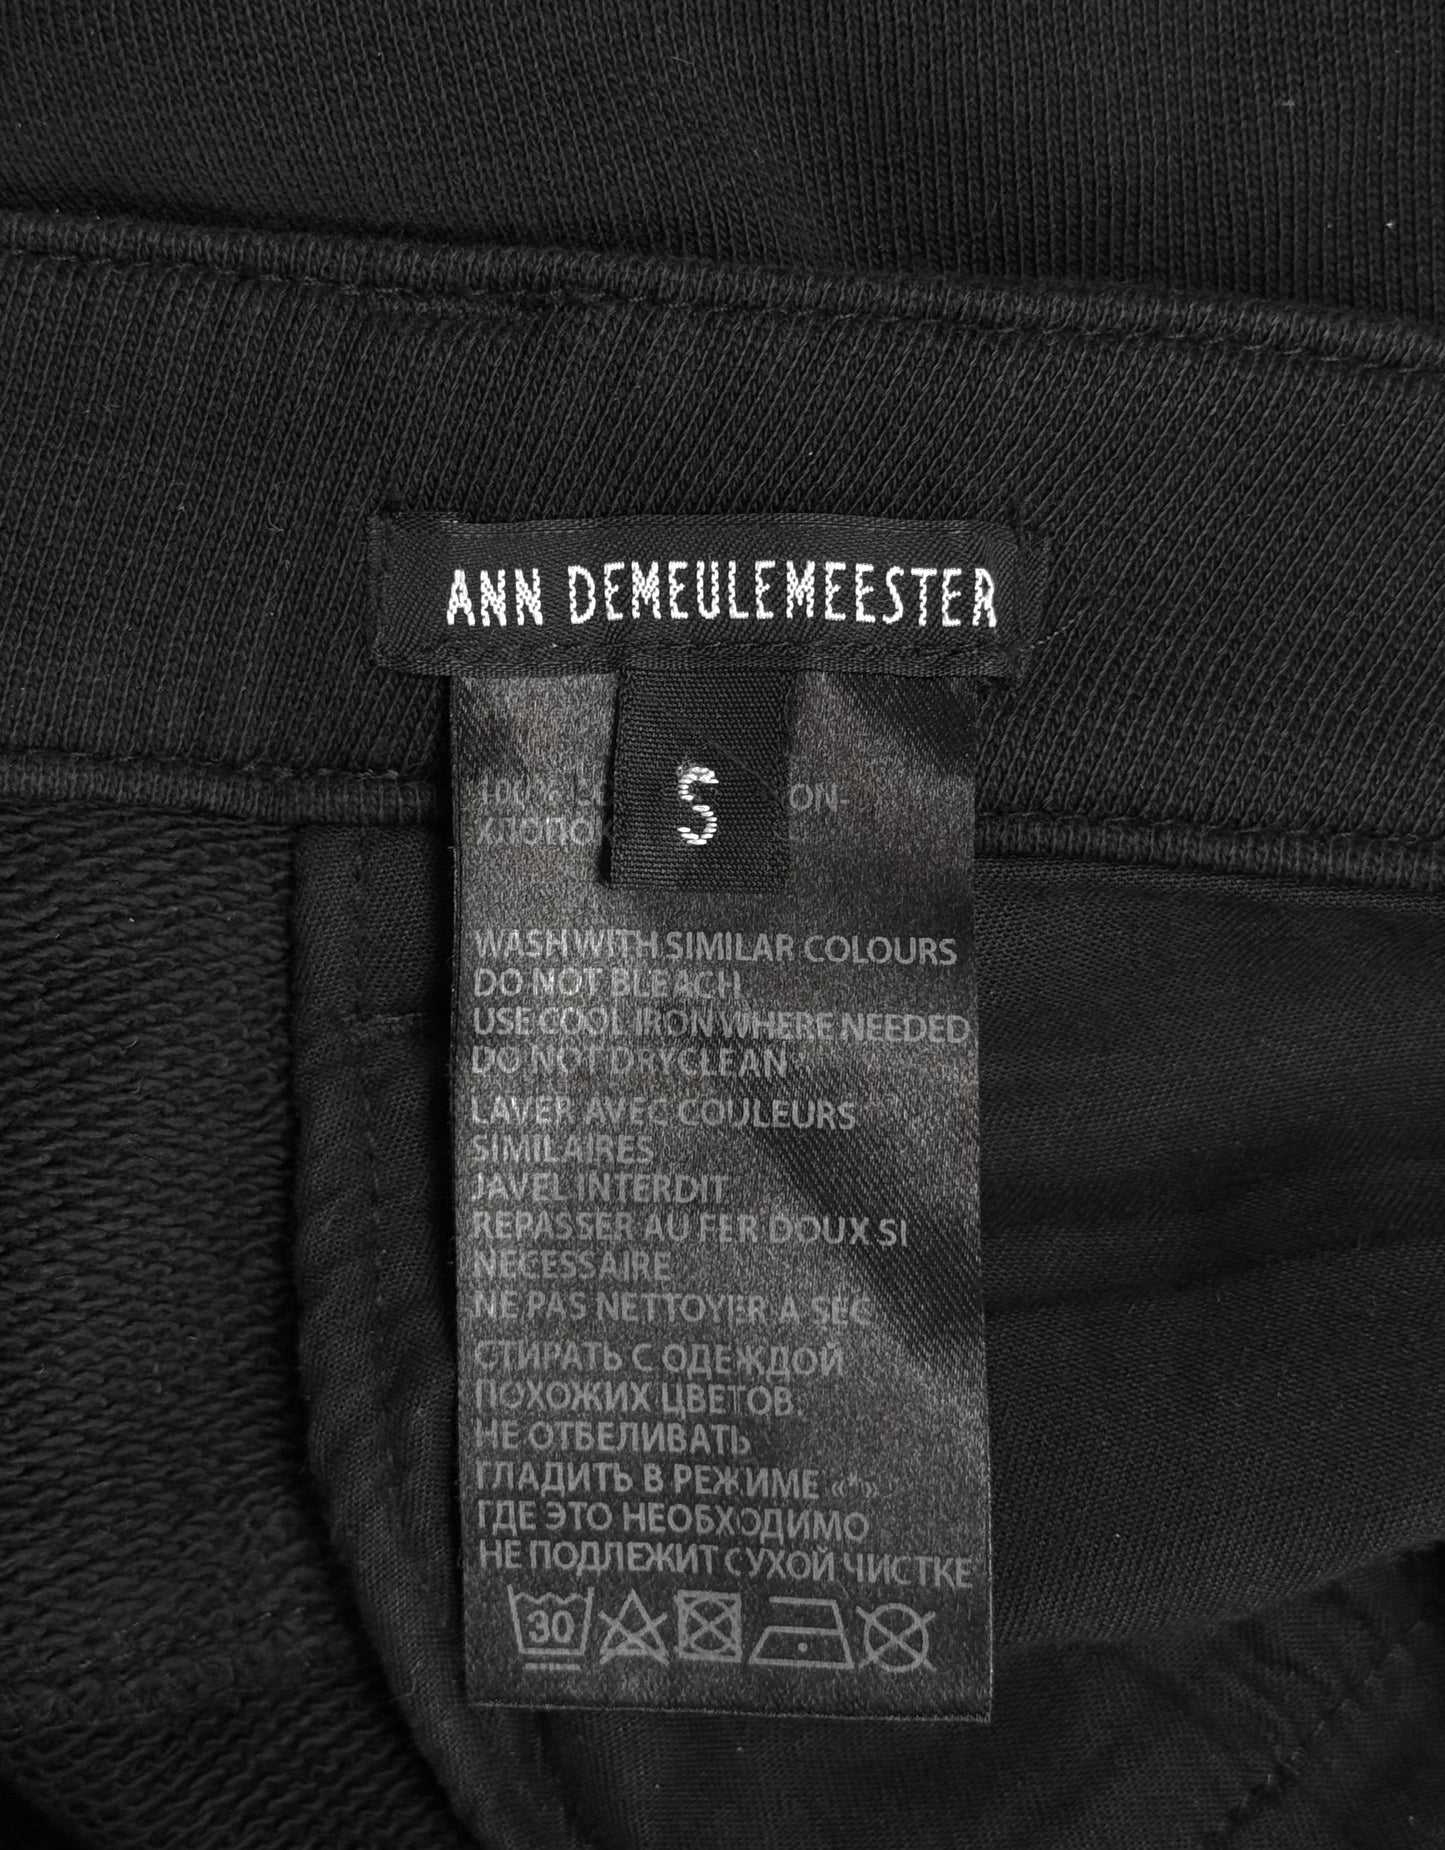 ANN DEMEULEMEESTER
S
100%
ON-
WASH WITH SIMILAR COLOURS
DO NOT BLEACH
USE COOL IRON WHERE NEEDED
DO NOT DRYCLEAN
LAVER AVEC COULEURS
SIMILAIRES
JAVEL INTERDIT
REPASSER AU FER DOUX SI
NECESSAIRE
NE PAS NETTOYER A SEC
СТИРАТЬ С ОДЕЖДОЙ
ПОХОЖИХ ЦВЕТОВ.
НЕ ОТБЕЛИВАТЬ
ГЛАДИТЬ В РЕЖИМЕ «*»
ГДЕ ЭТО НЕОБХОДИМО
НЕ ПОДЛЕЖИТ СУХОЙ ЧИСТКЕ
30